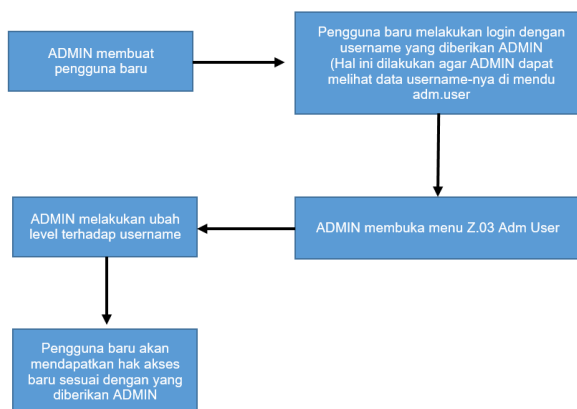 ADMIN membuat
pengguna baru
Pengguna baru melakukan login dengan
username yang diberikan ADMIN
(Hal ini dilakukan agar ADMIN dapat
melihat data username-nya di mendu
adm.user
ADMIN membuka menu Z.03 Adm User
ADMIN melakukan ubah
level terhadap username
Pengguna baru akan
mendapatkan hak akses
baru sesuai dengan yang
diberikan ADMIN